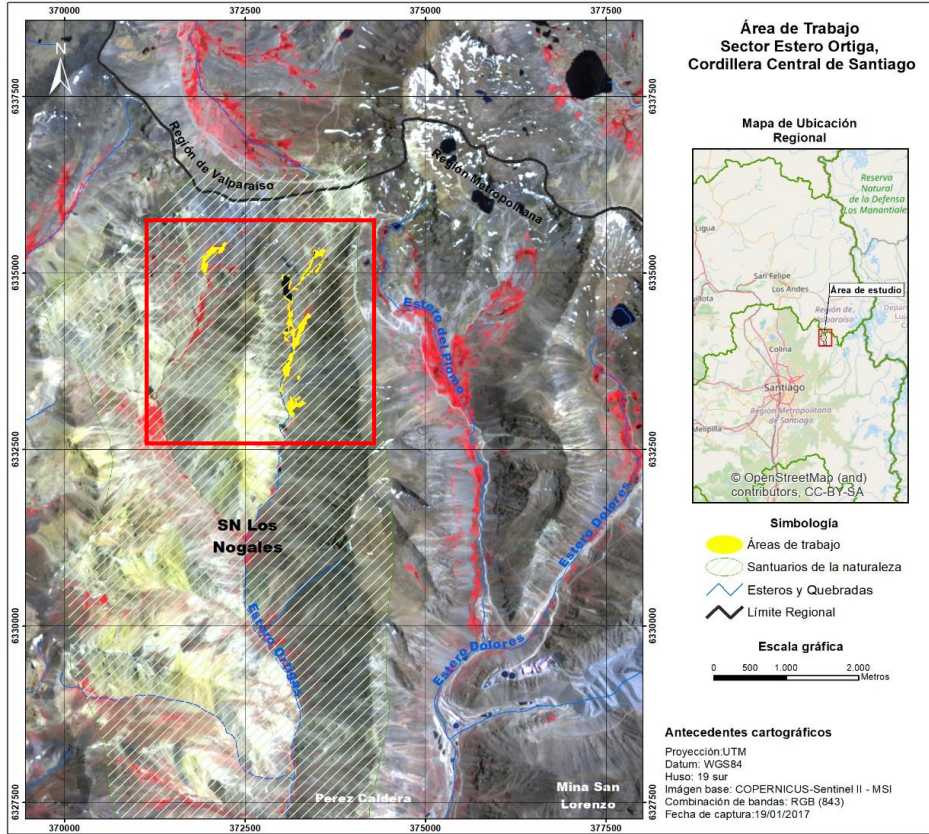 Área de Trabajo
Sector Estero Ortiga,
Cordillera Central de Santiago
370000
372500
375000
377500
N
6337500
6335000
6332500
6330000
6327500
6337500
6335000
6332500
6330000
6327500
Región de Valparaíso
Región Metropolitana
Estero del Plomo
SN Los
Nogales
Estero Dolores
Estero Dolores
Estero Ortigas
Perez Caldera
Mina San
Lorenzo
370000
372500
375000
377500
Mapa de Ubicación
Regional
Reserva
Natural
de la Defensa
Los Manantiales
Ligua
San Felipe
Los Andes
Área de estudio
Región de
Valparaíso
Colina
Santiago
Región Metropolitana
de Santiago
Melipilla
© OpenStreetMap (and)
contributors, CC-BY-SA
Simbología
Áreas de trabajo
Santuarios de la naturaleza
Esteros y Quebradas
Límite Regional
Escala gráfica
0 500 1.000 2.000
Metros
Antecedentes cartográficos
Proyección:UTM
Datum: WGS84
Huso: 19 sur
Imágen base: COPERNICUS-Sentinel II - MSI
Combinación de bandas: RGB (843)
Fecha de captura:19/01/2017